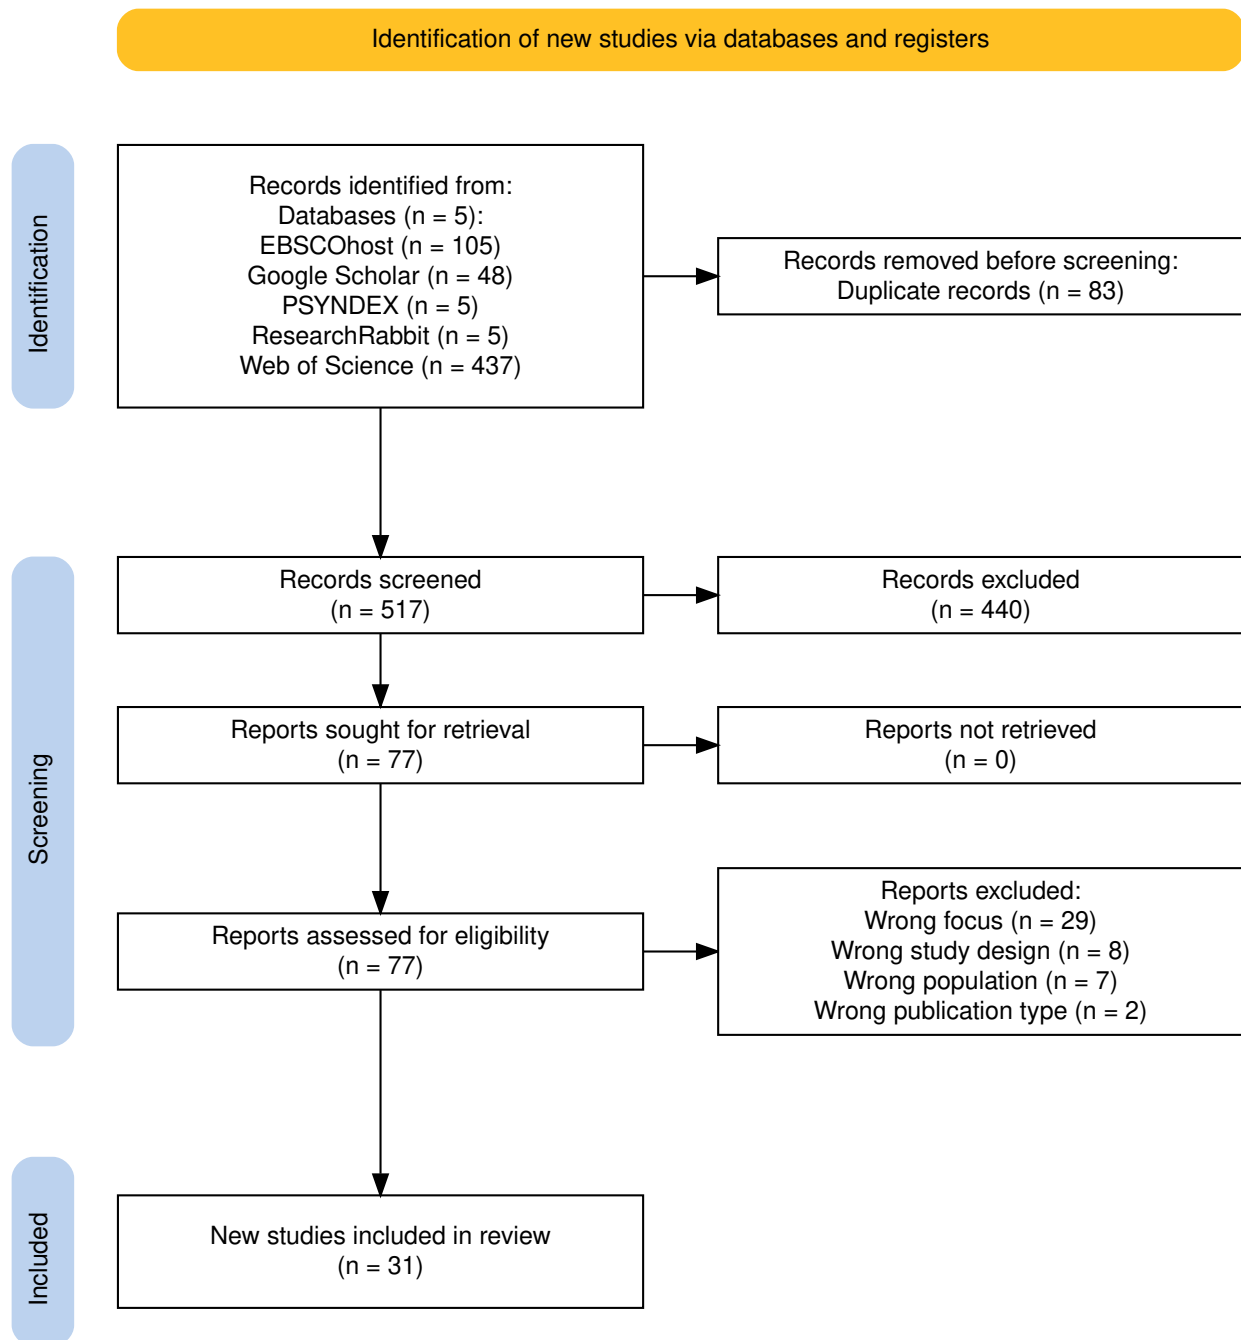 Identification of new studies via databases and registers
Identification
Records identified from:
Databases (n = 5):
EBSCOhost (n = 105)
Google Scholar (n = 48)
PSYNDEX (n = 5)
ResearchRabbit (n = 5)
Web of Science (n = 437)
Records removed before screening:
Duplicate records (n = 83)
Screening
Records screened
(n = 517)
Records excluded
(n = 440)
Reports sought for retrieval
(n = 77)
Reports not retrieved
(n = 0)
Reports assessed for eligibility
(n = 77)
Reports excluded:
Wrong focus (n = 29)
Wrong study design (n = 8)
Wrong population (n = 7)
Wrong publication type (n = 2)
Included
New studies included in review
(n = 31)